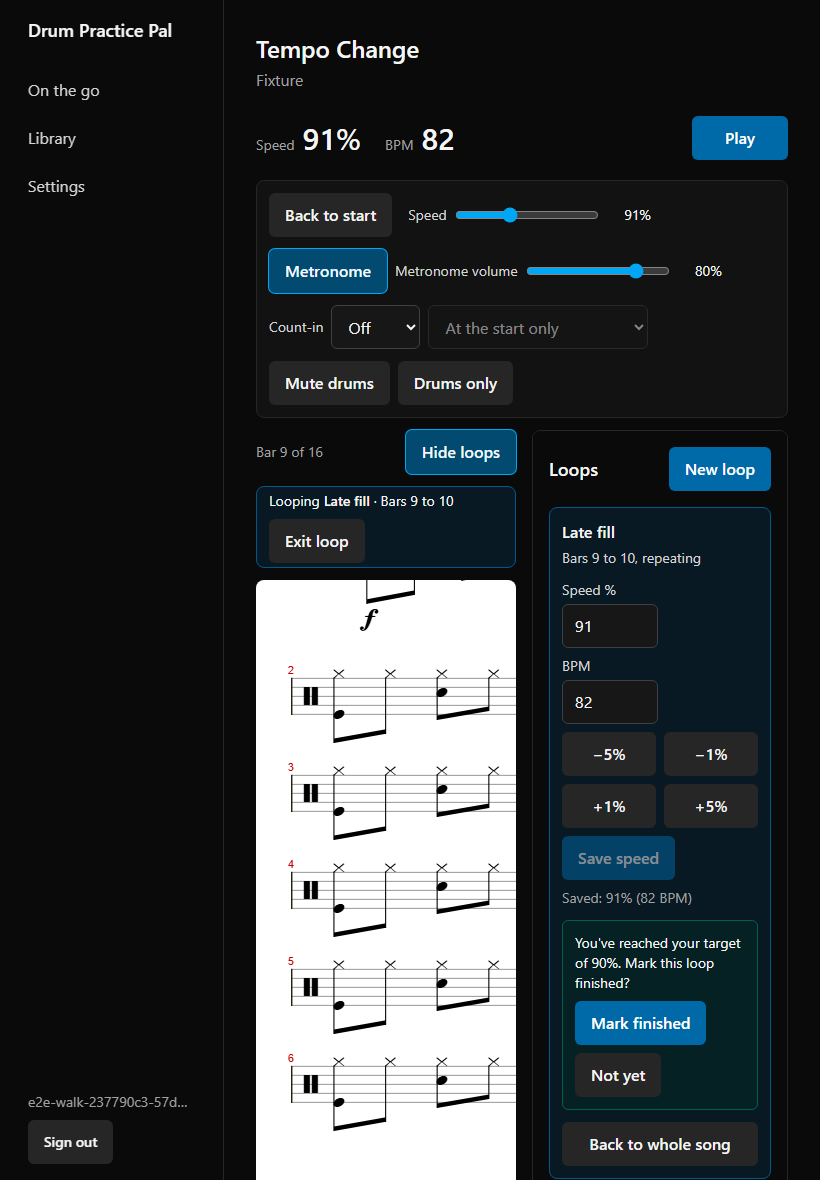 Drum Practice Pal
On the go
Library
Settings
e2e-walk-237790c3-57d...
Sign out
Tempo Change
Fixture
Speed 91% BPM 82
Play
Back to start Speed 91%
Metronome Metronome volume 80%
Count-in Off At the start only
Mute drums Drums only
Bar 9 of 16
Hide loops
Looping Late fill · Bars 9 to 10
Exit loop
f
2
3
4
5
6
Loops
New loop
Late fill
Bars 9 to 10, repeating
Speed %
91
BPM
82
−5% −1%
+1% +5%
Save speed
Saved: 91% (82 BPM)
You've reached your target
of 90%. Mark this loop
finished?
Mark finished
Not yet
Back to whole song